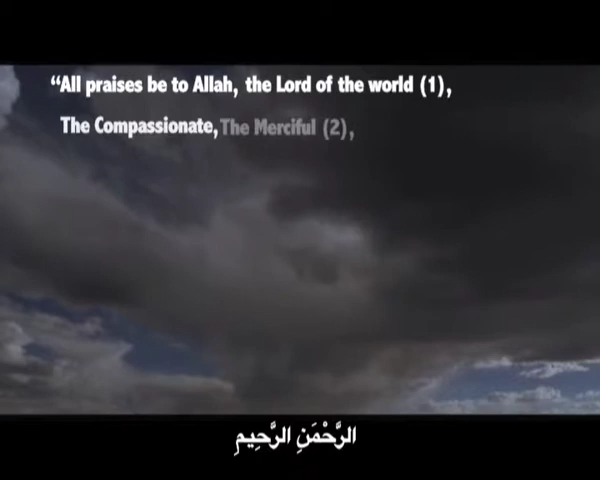 “All praises be to Allah, the Lord of the world (1),
The Compassionate, The Merciful (2),
الرَّحْمَنِ الرَّحِيمِ